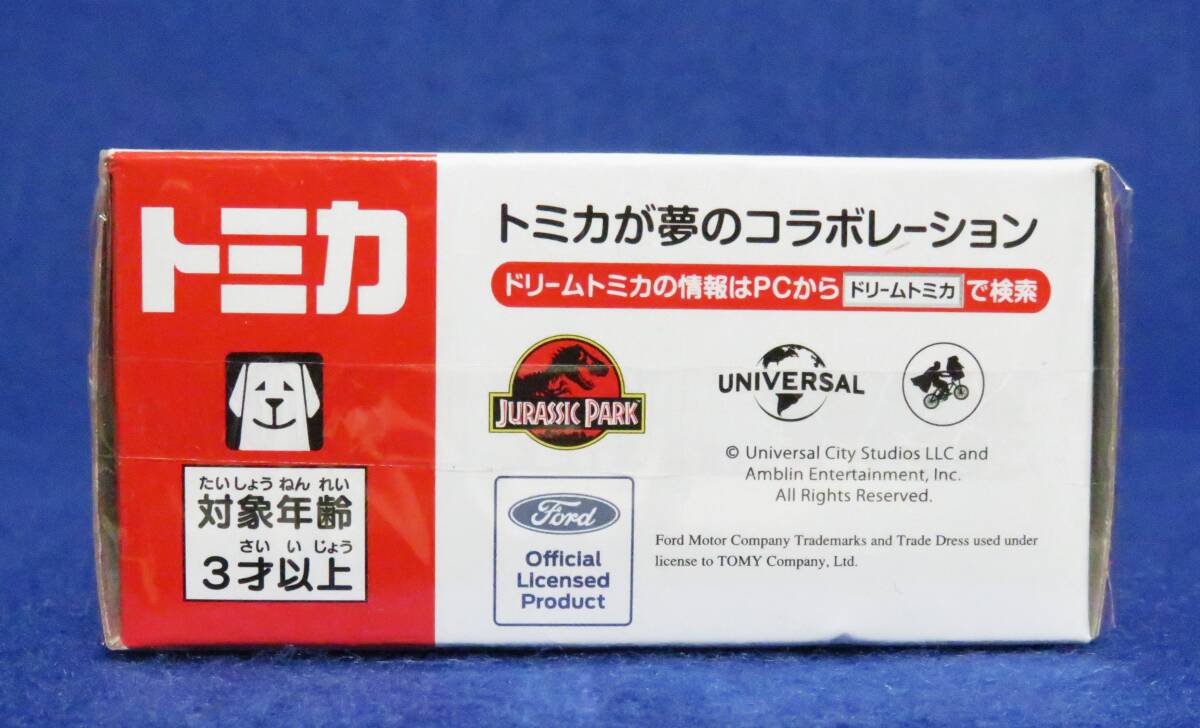 トミカ
たいしょう ねん れい
対象年齢
さい い じょう
3才以上
トミカが夢のコラボレーション
ドリームトミカの情報はPCから ドリームトミカ で検索
JURASSIC PARK
UNIVERSAL
© Universal City Studios LLC and
Amblin Entertainment, Inc.
All Rights Reserved.
Ford
Official
Licensed
Product
Ford Motor Company Trademarks and Trade Dress used under
license to TOMY Company, Ltd.